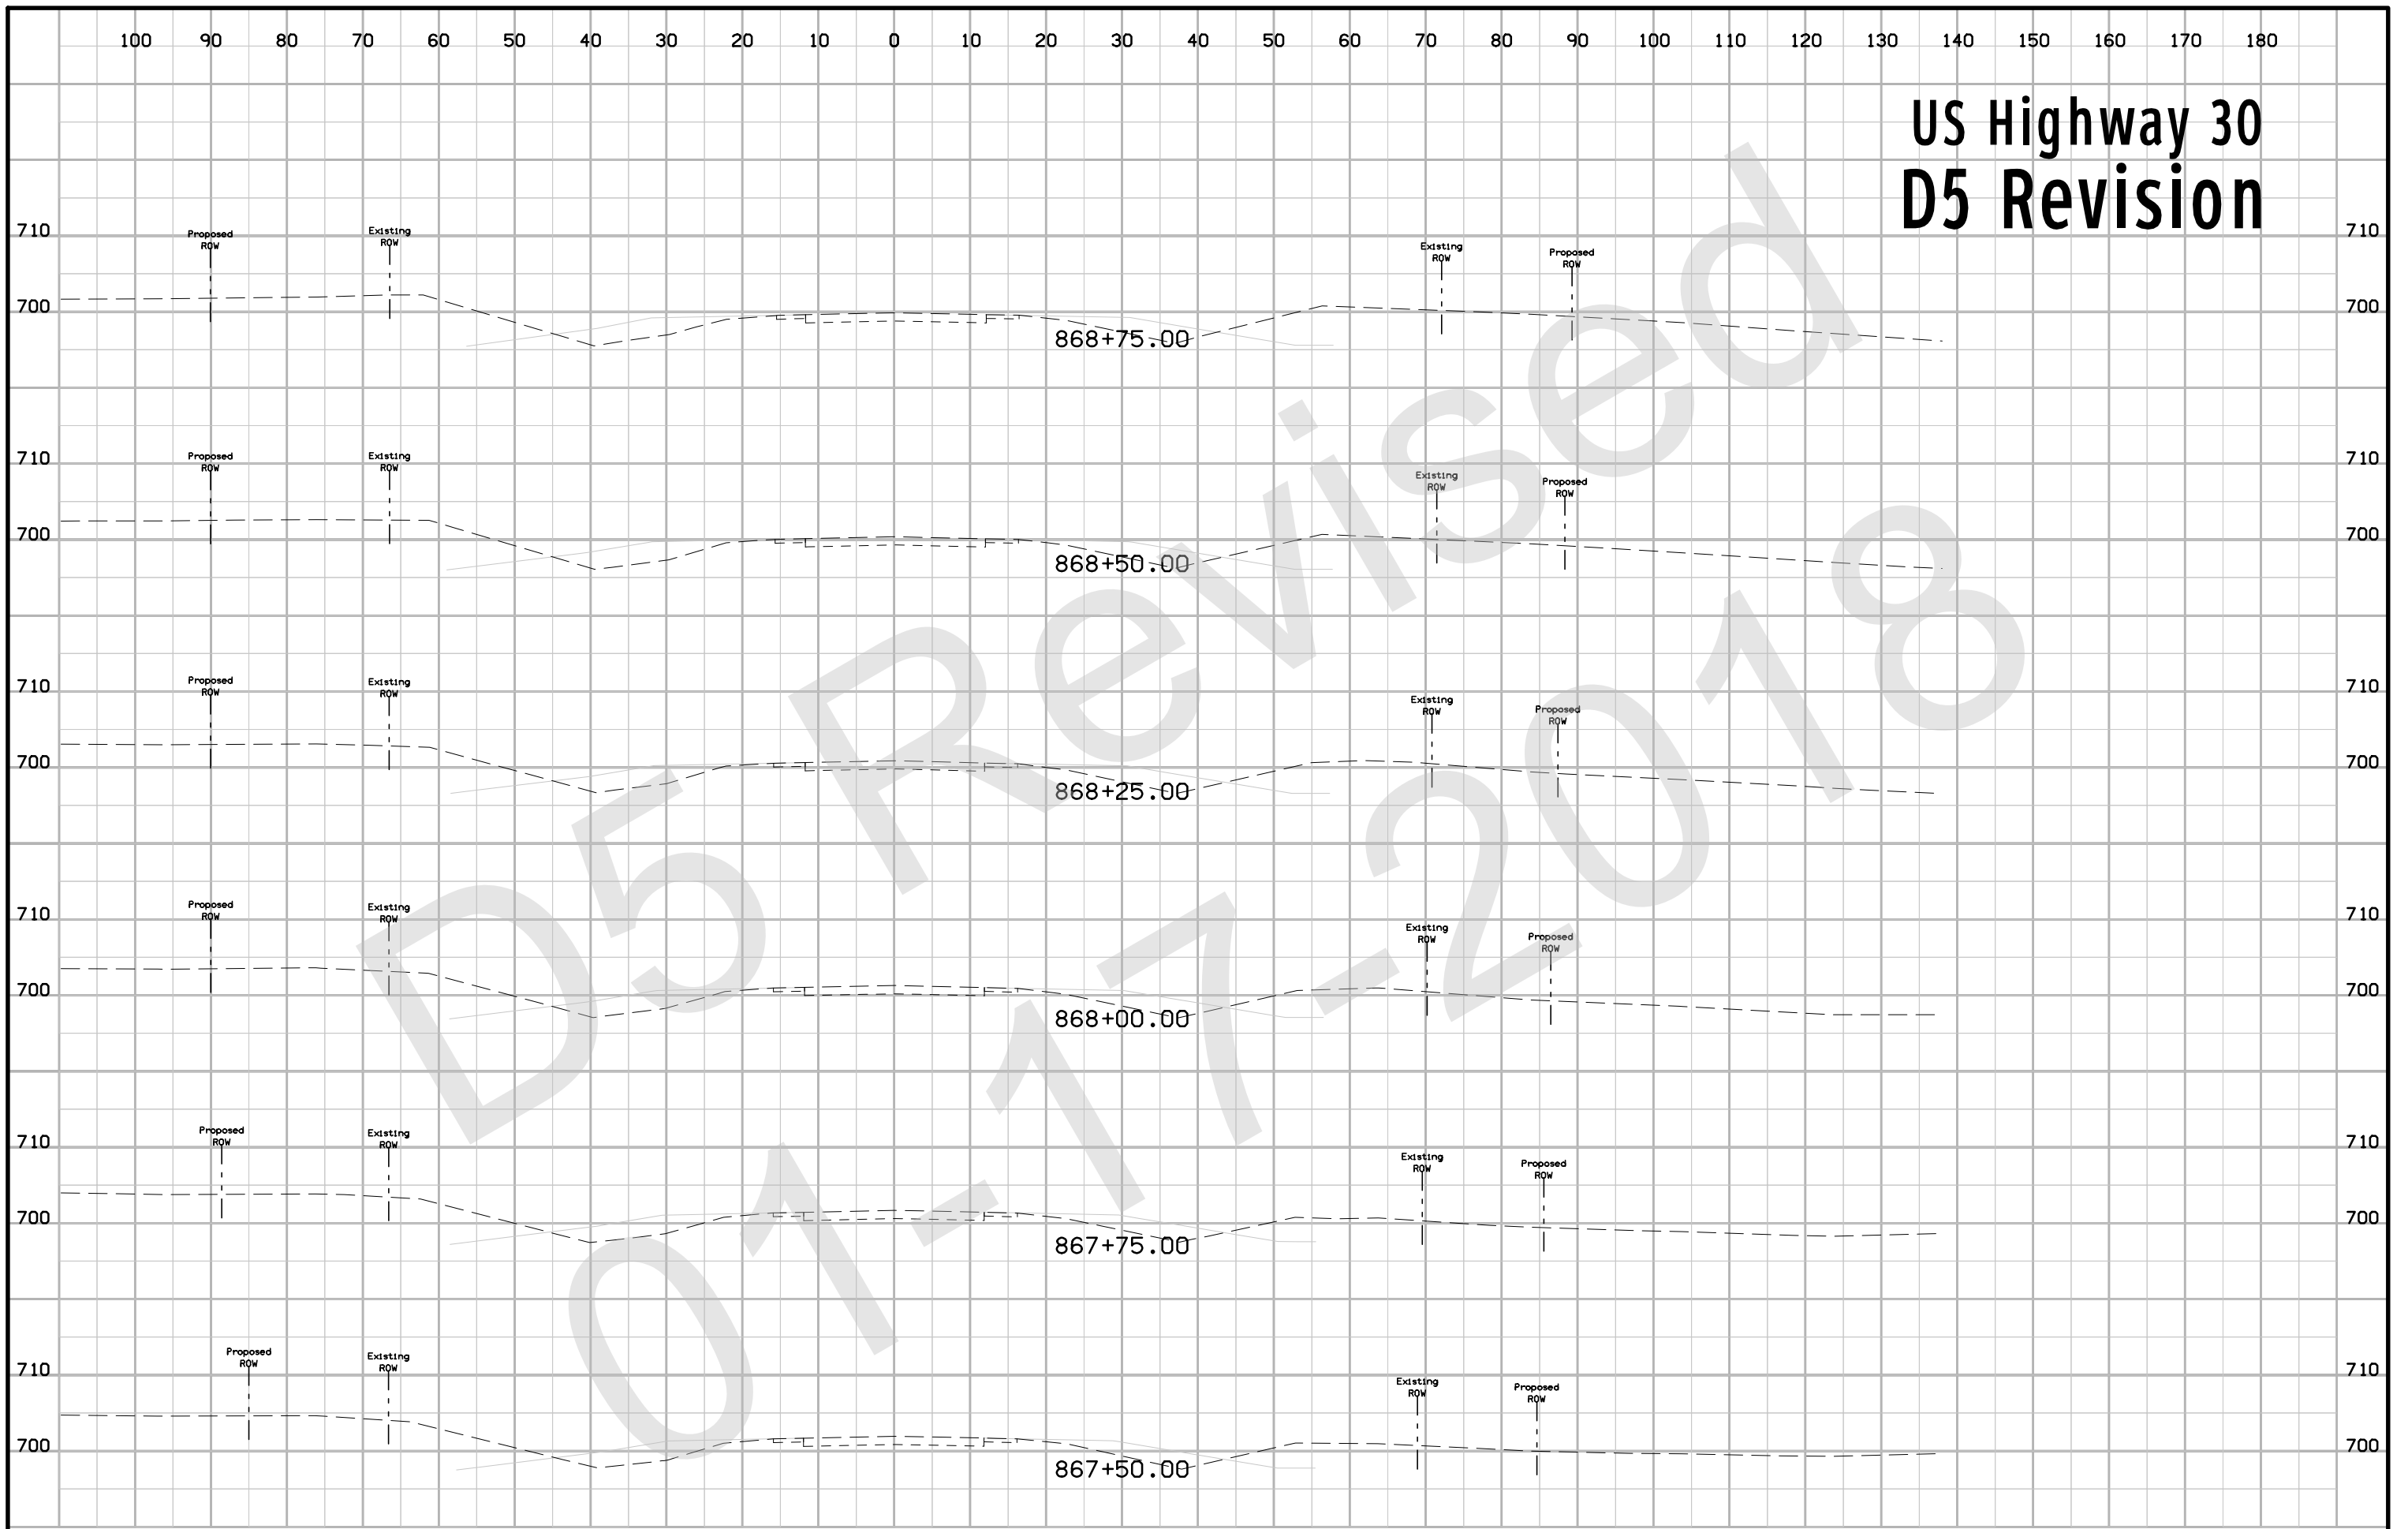 100 90 80 70 60 50 40 30 20 10 0 10 20 30 40 50 60 70 80 90 100 110 120 130 140 150 160 170 180
US Highway 30
D5 Revision
710 Proposed ROW Existing ROW Existing ROW Proposed ROW 710
700 700
868+75.00
710 Proposed ROW Existing ROW Existing ROW Proposed ROW 710
700 700
868+50.00
710 Proposed ROW Existing ROW Existing ROW Proposed ROW 710
700 700
868+25.00
710 Proposed ROW Existing ROW Existing ROW Proposed ROW 710
700 700
868+00.00
710 Proposed ROW Existing ROW Existing ROW Proposed ROW 710
700 700
867+75.00
710 Proposed ROW Existing ROW Existing ROW Proposed ROW 710
700 700
867+50.00
D5 Revised
01-17-2018